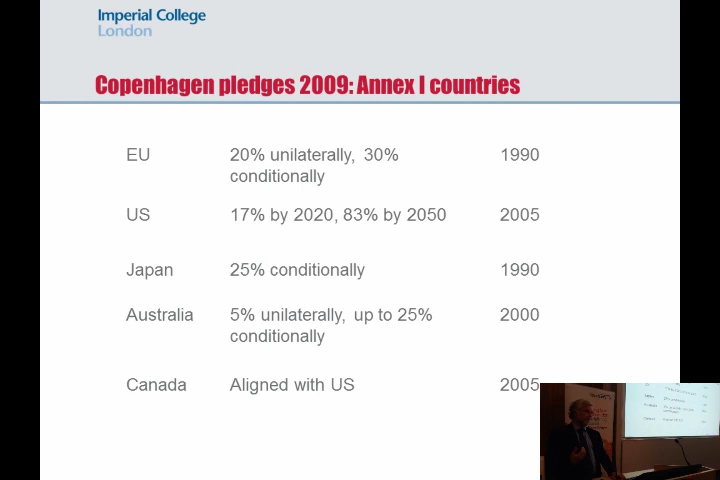 Imperial College
London
Copenhagen pledges 2009: Annex I countries
EU 20% unilaterally, 30% 1990
conditionally
US 17% by 2020, 83% by 2050 2005
Japan 25% conditionally 1990
Australia 5% unilaterally, up to 25% 2000
conditionally
Canada Aligned with US 2005